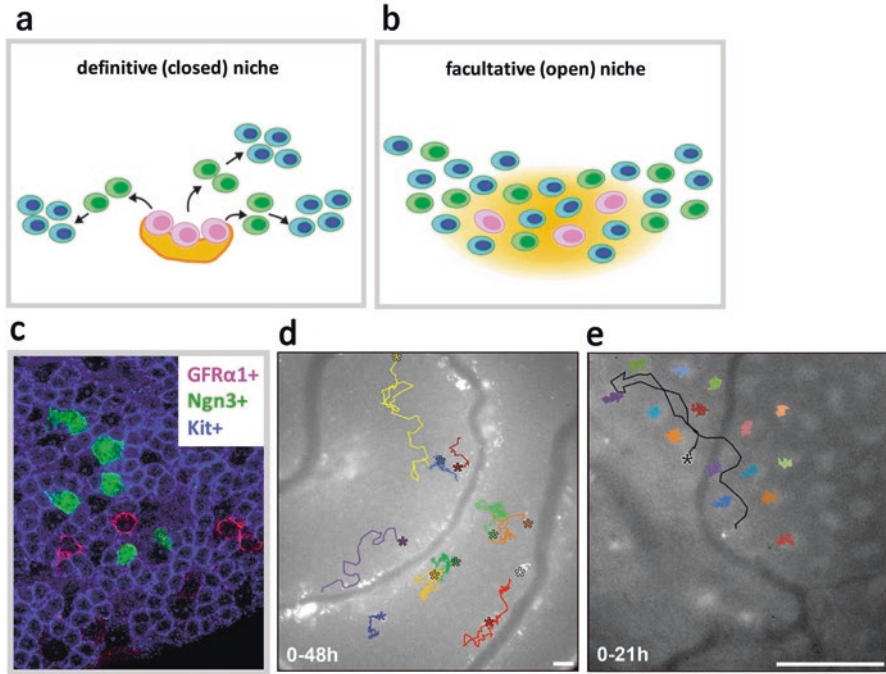 a
definitive (closed) niche
b
facultative (open) niche
c
GFRα1+
Ngn3+
Kit+
d
0-48h
e
0-21h